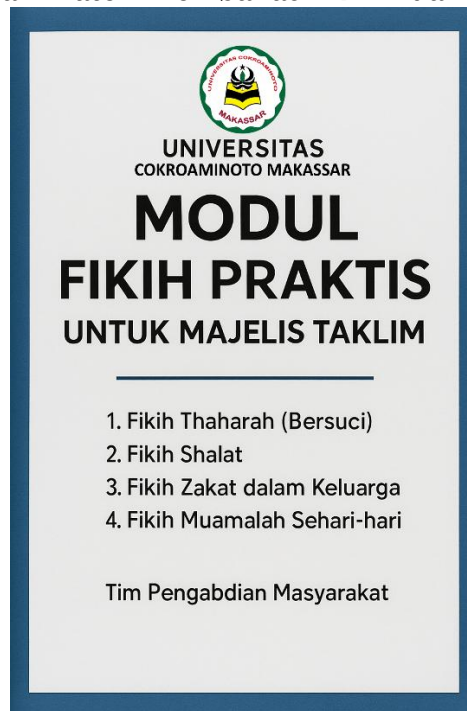 UNIVERSITAS COKROAMINOTO
MAKASSAR
UNIVERSITAS
COKROAMINOTO MAKASSAR
MODUL
FIKIH PRAKTIS
UNTUK MAJELIS TAKLIM
1. Fikih Thaharah (Bersuci)
2. Fikih Shalat
3. Fikih Zakat dalam Keluarga
4. Fikih Muamalah Sehari-hari
Tim Pengabdian Masyarakat